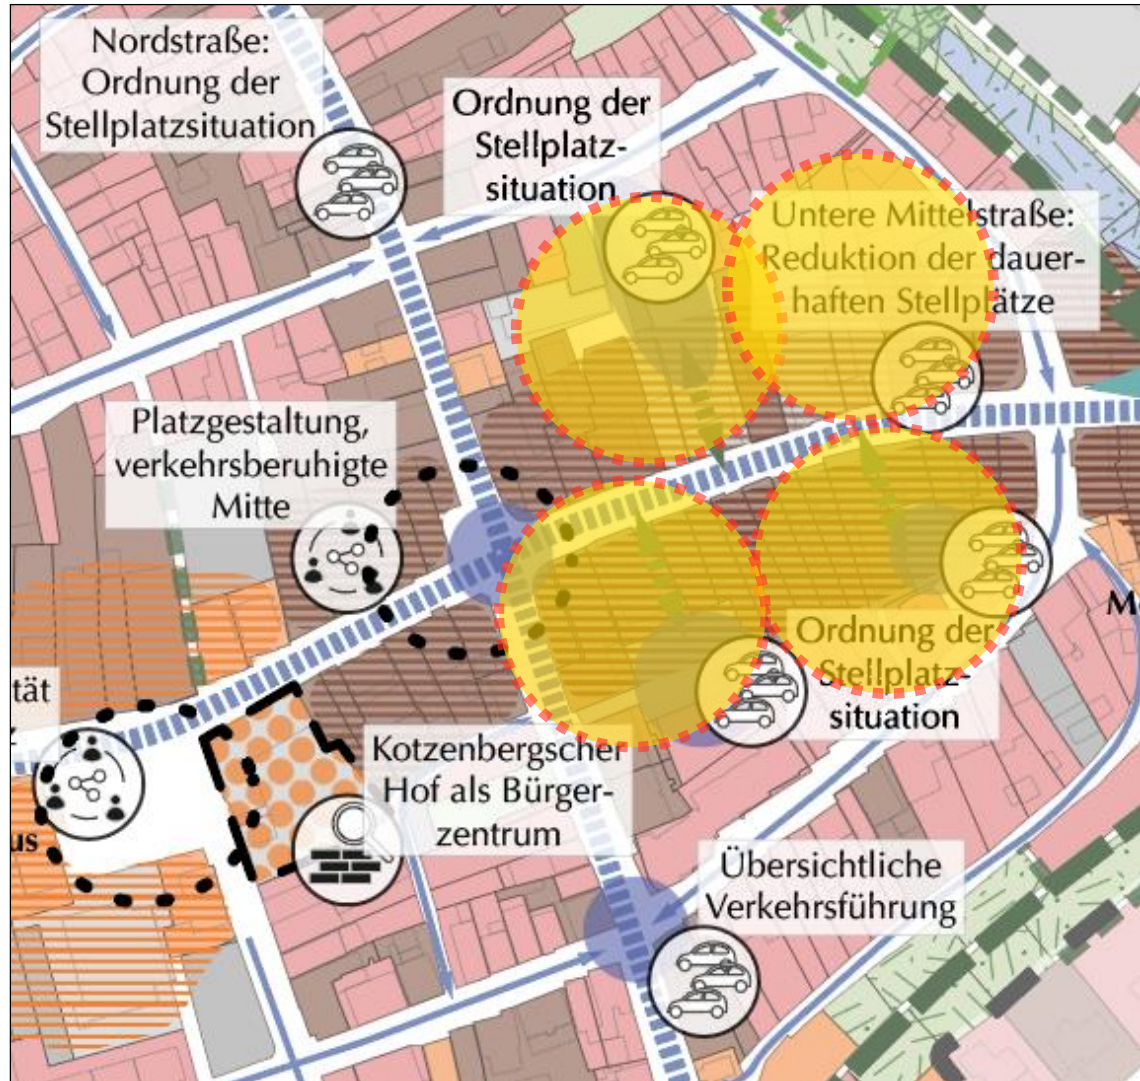 Nordstraße:
Ordnung der
Stellplatzsituation
Ordnung der
Stellplatz-
situation
Untere Mittelstraße:
Reduktion der dauer-
haften Stellplätze
Platzgestaltung,
verkehrsberuhigte
Mitte
M
Ordnung der
Stellplatz-
situation
tät
Kotzenbergscher
Hof als Bürger-
zentrum
us
Übersichtliche
Verkehrsführung